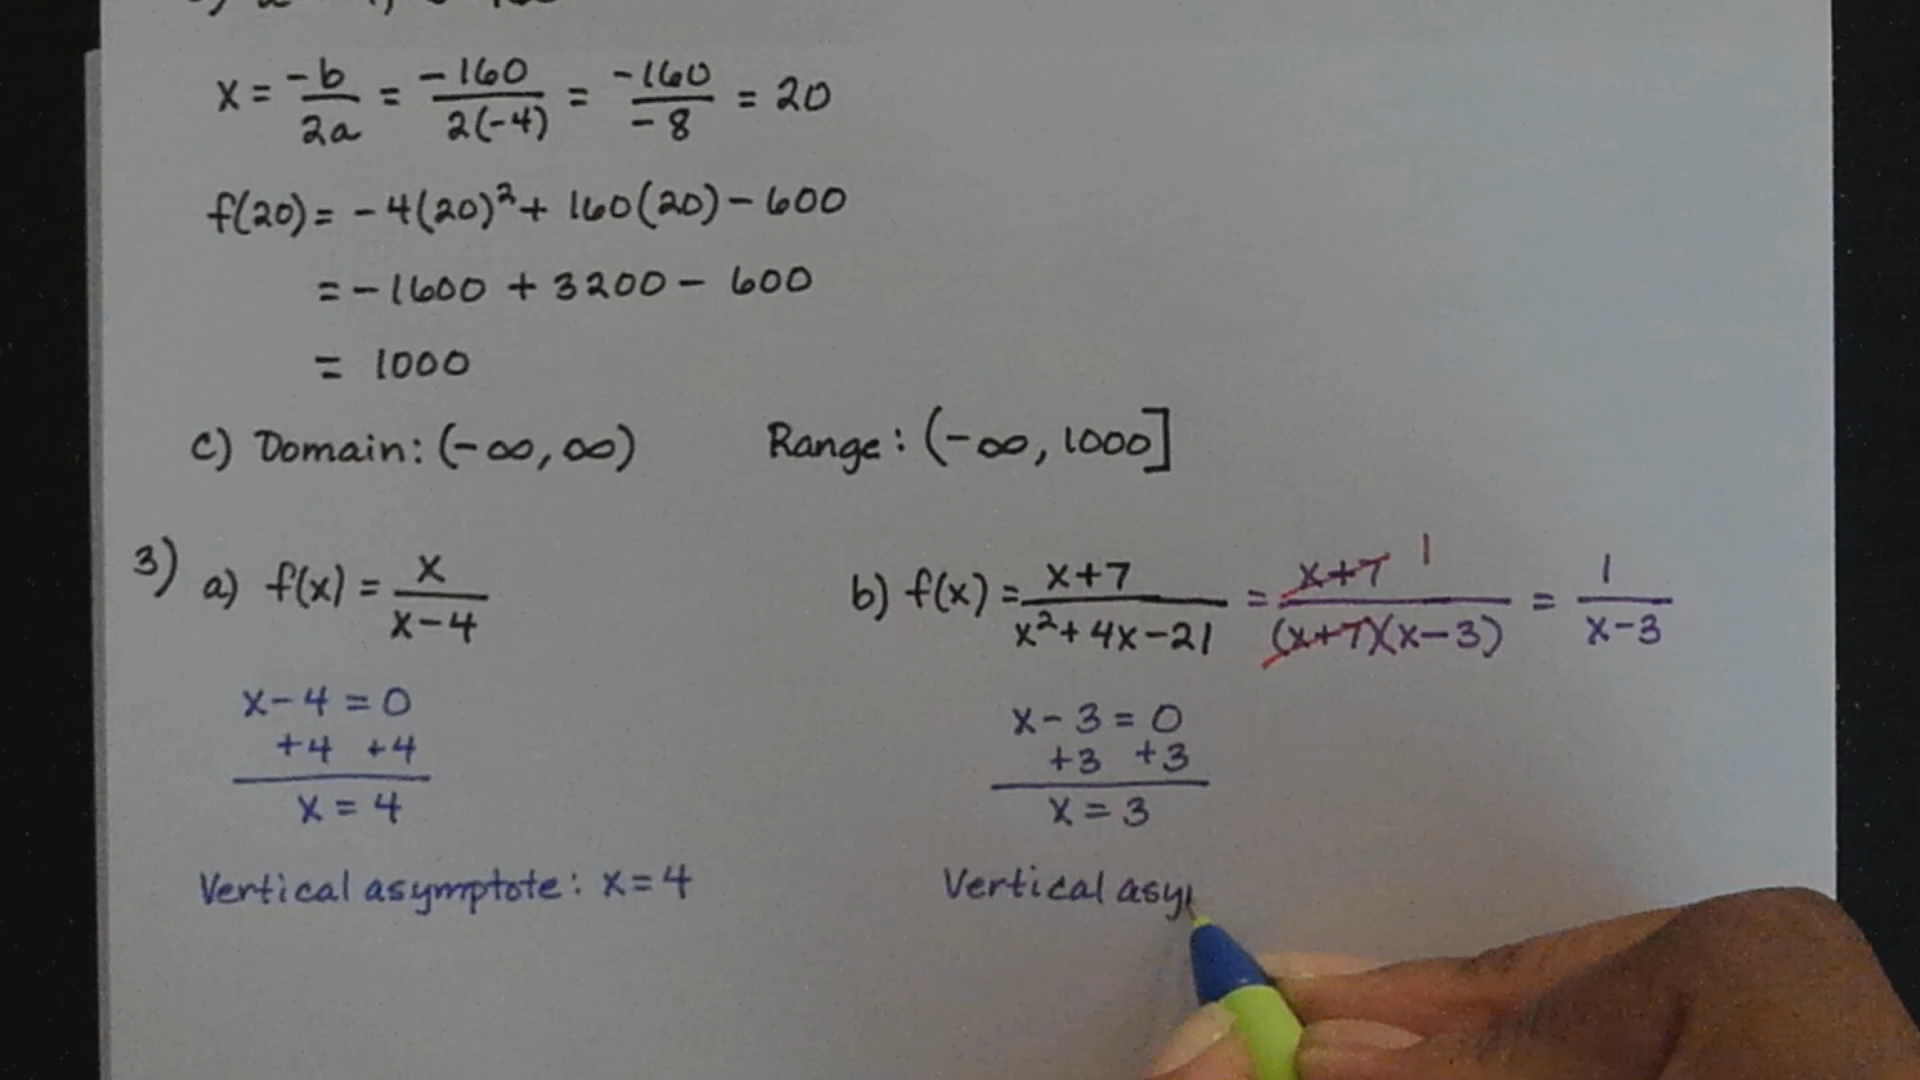 x = -b/2a = -160/2(-4) = -160/-8 = 20
f(20) = -4(20)² + 160(20) - 600
= -1600 + 3200 - 600
= 1000
c) Domain: (-∞, ∞) Range: (-∞, 1000]
3) a) f(x) = x/x-4
x - 4 = 0
+4 +4
x = 4
Vertical asymptote: x = 4
b) f(x) = x+7/x²+4x-21 = x+7 1/(x+7)(x-3) = 1/x-3
x - 3 = 0
+3 +3
x = 3
Vertical asy